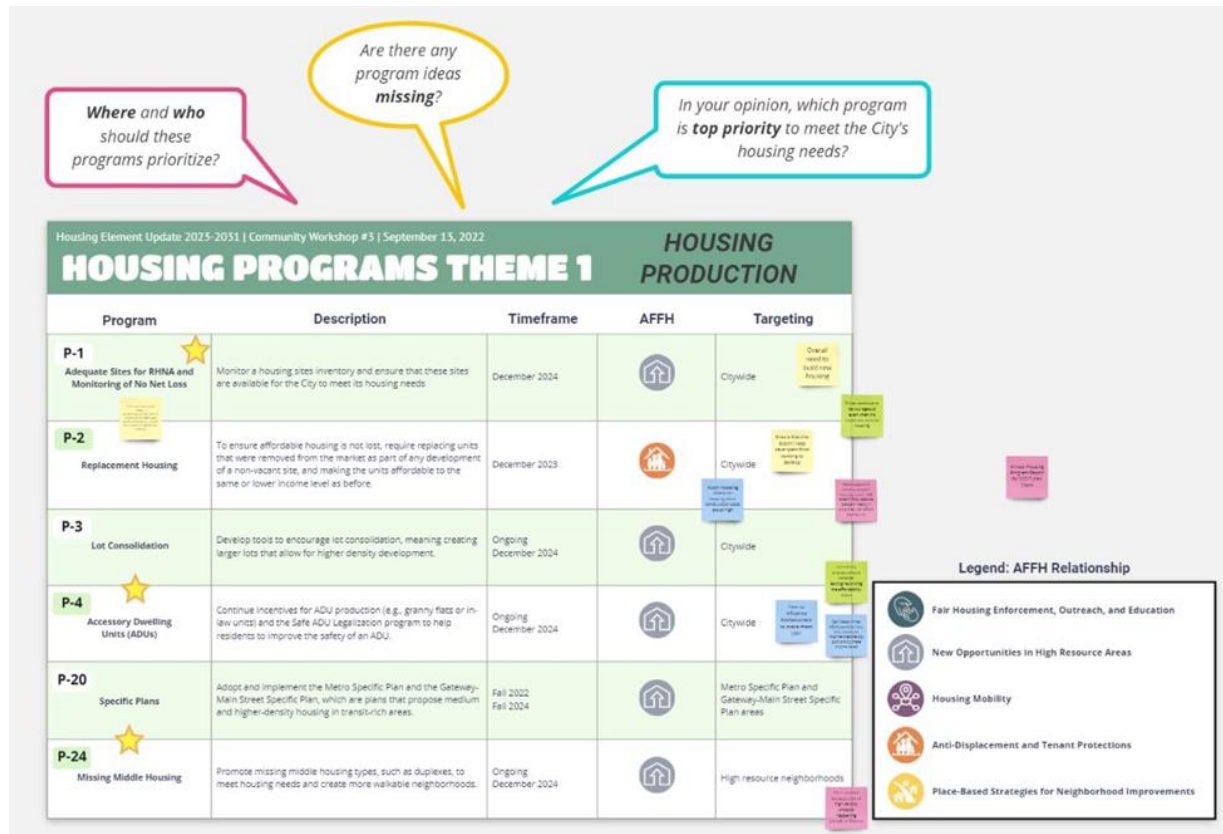 Are there any
program ideas
missing?
Where and who
should these
programs prioritize?
In your opinion, which program
is top priority to meet the City's
housing needs?
Housing Element Update 2023-2031 | Community Workshop #3 | September 13, 2022
HOUSING PROGRAMS THEME 1
HOUSING
PRODUCTION
Program
Description
Timeframe
AFFH
Targeting
P-1
Adequate Sites for RHNA and
Monitoring of No Net Loss
Monitor a housing sites inventory and ensure that these sites
are available for the City to meet its housing needs
December 2024
Citywide
Overall
need to
build new
housing
P-2
Replacement Housing
To ensure affordable housing is not lost, require replacing units
that were removed from the market as part of any development
of a non-vacant site, and making the units affordable to the
same or lower income level as before.
December 2023
Citywide
P-3
Lot Consolidation
Develop tools to encourage lot consolidation, meaning creating
larger lots that allow for higher density development.
Ongoing
December 2024
Citywide
P-4
Accessory Dwelling
Units (ADUs)
Continue incentives for ADU production (e.g., granny flats or in-
law units) and the Safe ADU Legalization program to help
residents to improve the safety of an ADU.
Ongoing
December 2024
Citywide
P-20
Specific Plans
Adopt and implement the Metro Specific Plan and the Gateway-
Main Street Specific Plan, which are plans that propose medium
and higher-density housing in transit-rich areas.
Fall 2022
Fall 2024
Metro Specific Plan and
Gateway-Main Street Specific
Plan areas
P-24
Missing Middle Housing
Promote missing middle housing types, such as duplexes, to
meet housing needs and create more walkable neighborhoods.
Ongoing
December 2024
High resource neighborhoods
Legend: AFFH Relationship
Fair Housing Enforcement, Outreach, and Education
New Opportunities in High Resource Areas
Housing Mobility
Anti-Displacement and Tenant Protections
Place-Based Strategies for Neighborhood Improvements